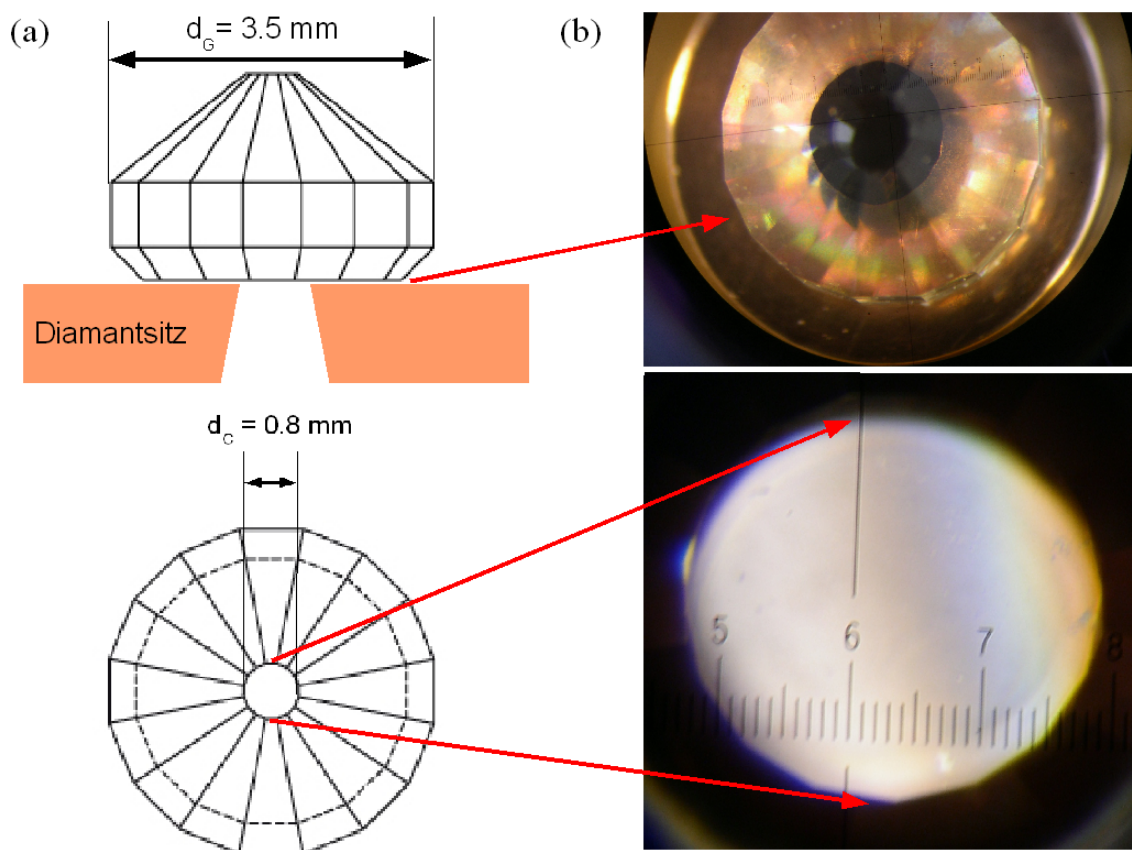 (a)
d_G = 3.5 mm
(b)
Diamantsitz
d_C = 0.8 mm
5 6 7 8